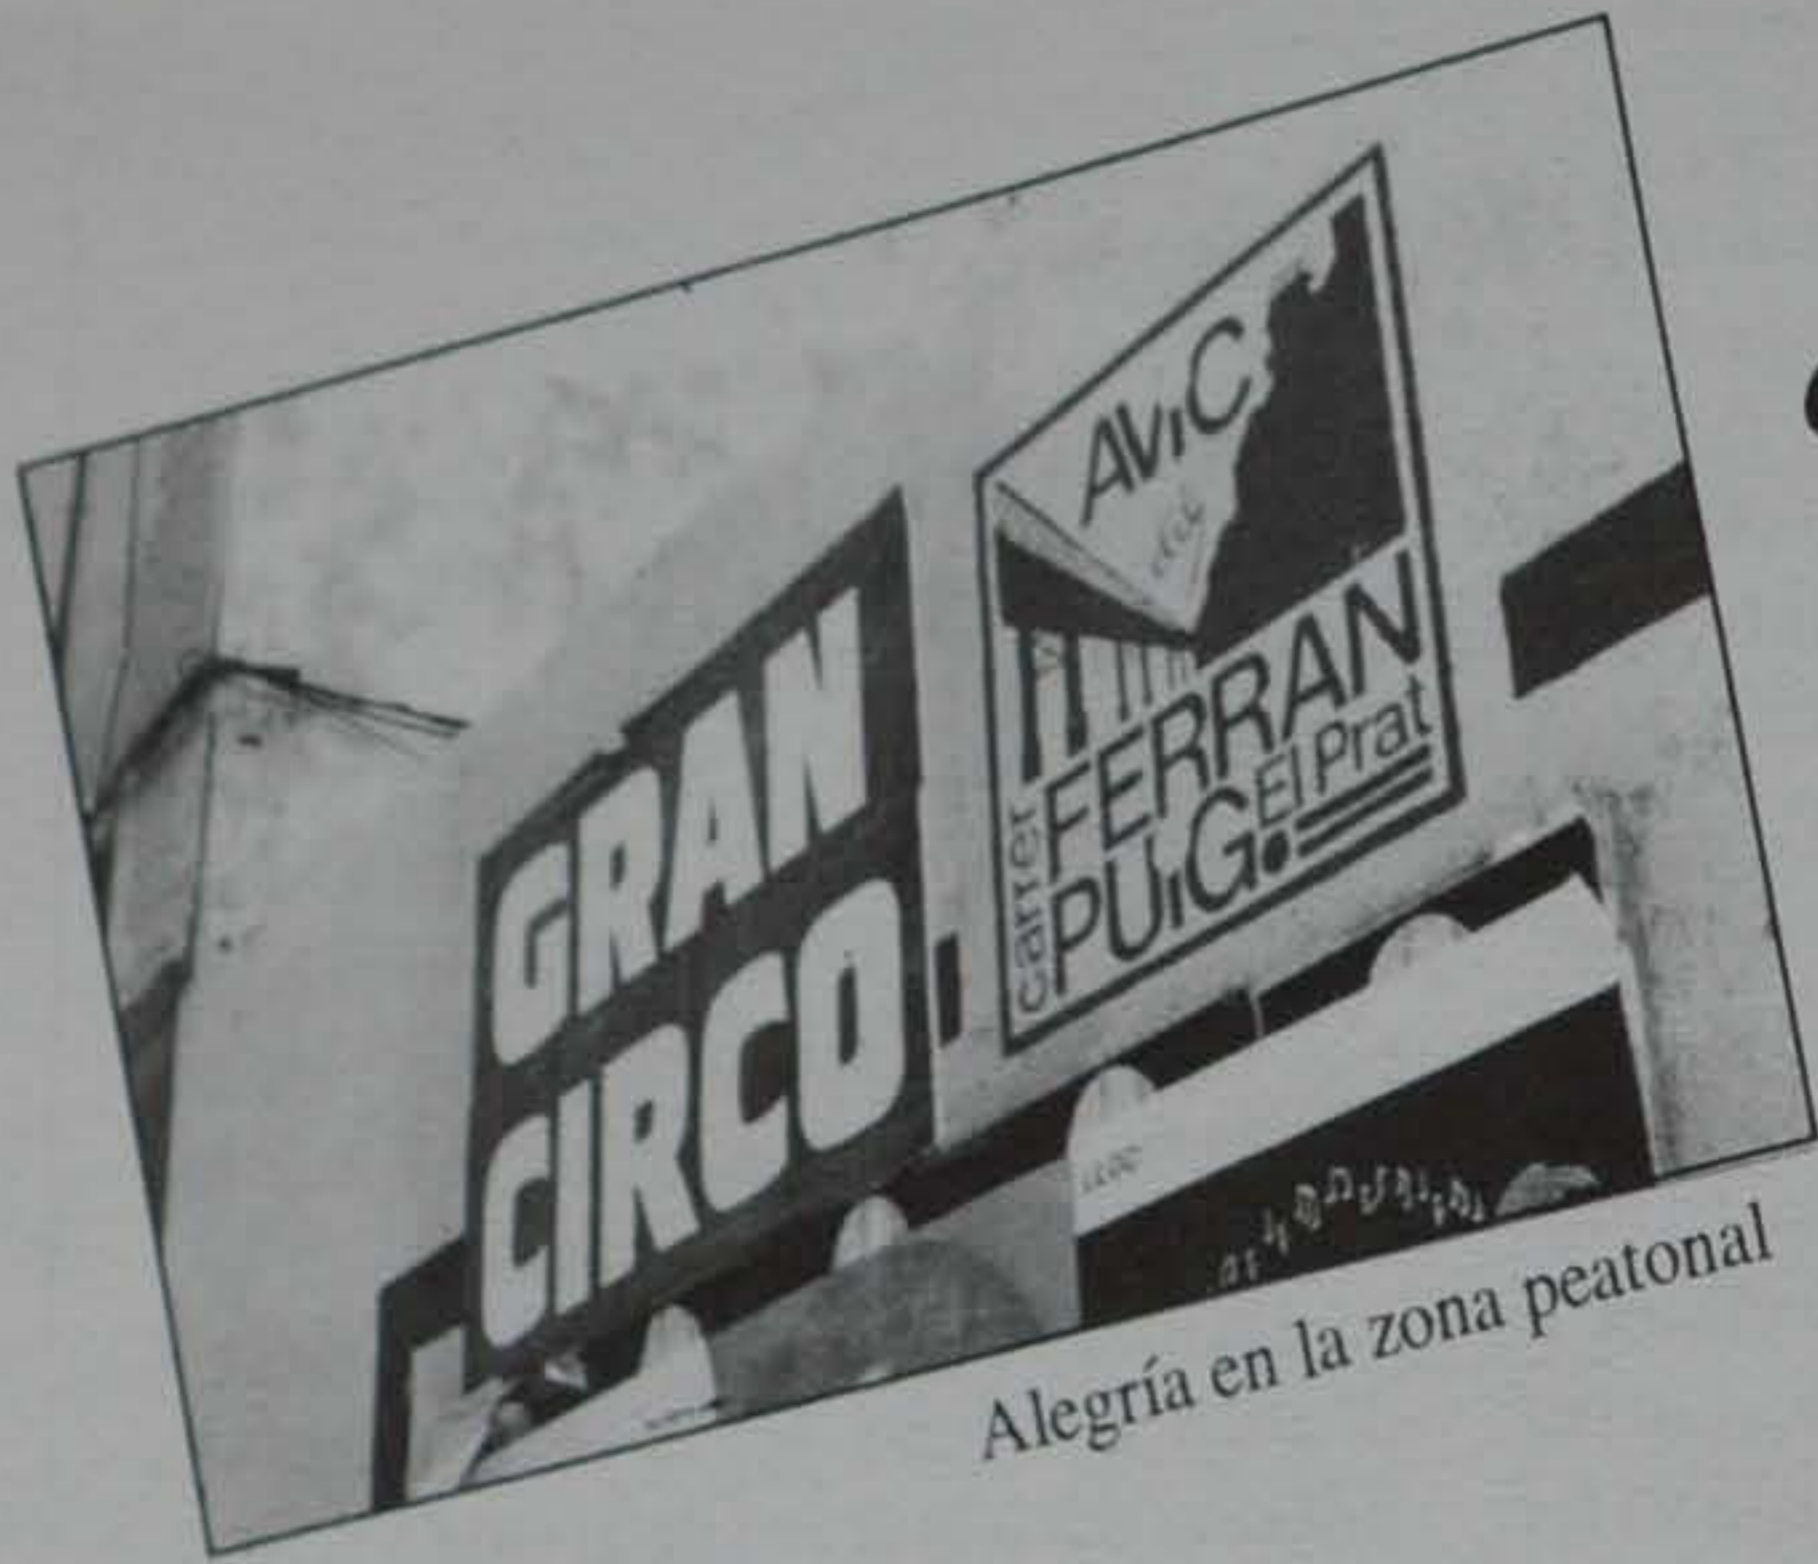 GRAN
CIRCO
AViC
carrer
FERRAN
PUiG. El Prat
Alegría en la zona peatonal